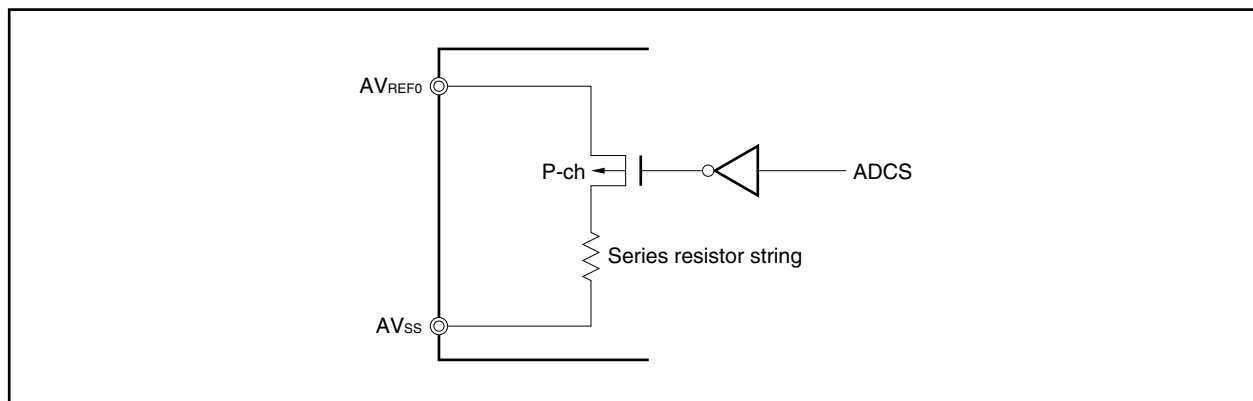 AVREF0
P-ch
ADCS
Series resistor string
AVSS